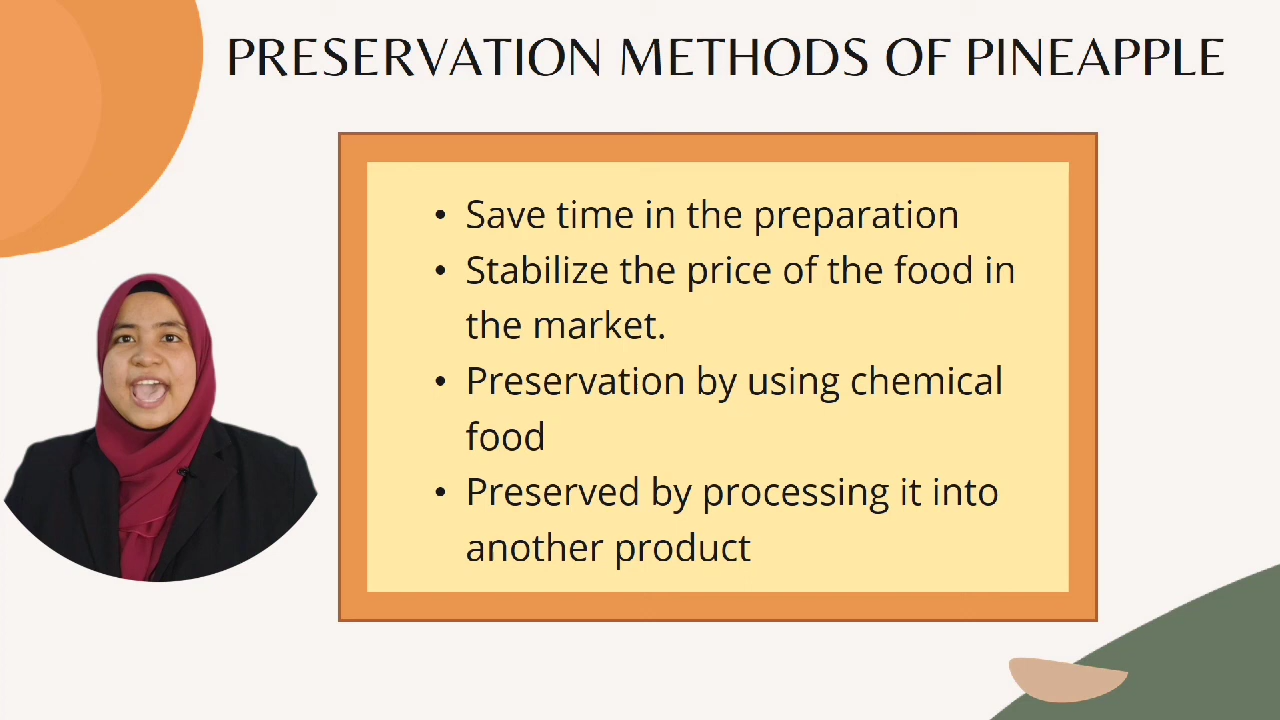 PRESERVATION METHODS OF PINEAPPLE
• Save time in the preparation
• Stabilize the price of the food in
the market.
• Preservation by using chemical
food
• Preserved by processing it into
another product